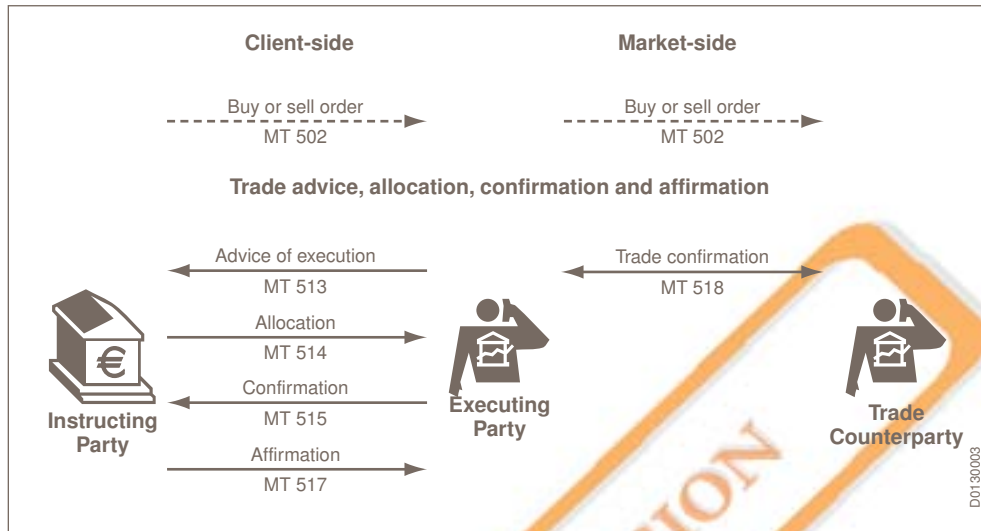 Client-side
Market-side
Buy or sell order
MT 502
Buy or sell order
MT 502
Trade advice, allocation, confirmation and affirmation
Advice of execution
MT 513
Trade confirmation
MT 518
Allocation
MT 514
Confirmation
MT 515
Affirmation
MT 517
€
Instructing
Party
Executing
Party
Trade
Counterparty
D0130003